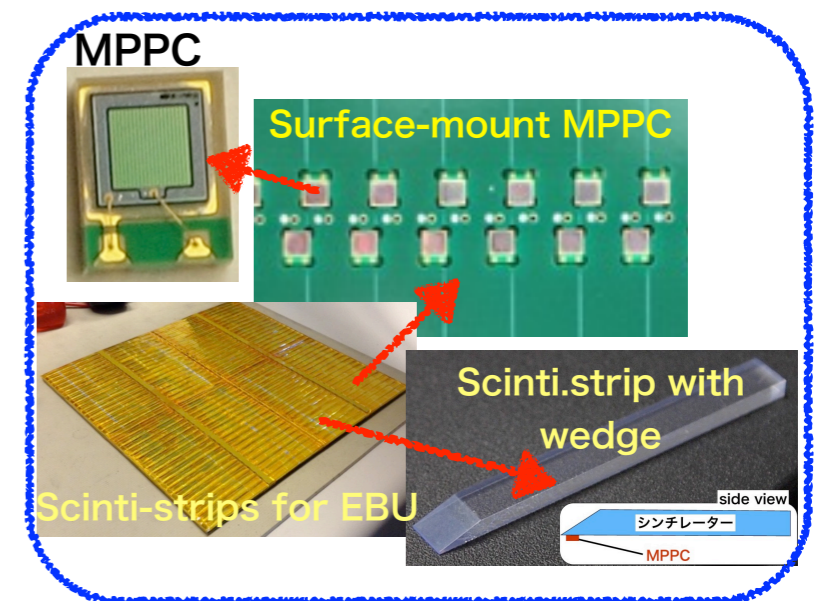 MPPC
Surface-mount MPPC
Scinti.strip with
wedge
Scinti-strips for EBU
side view
シンチレーター
MPPC